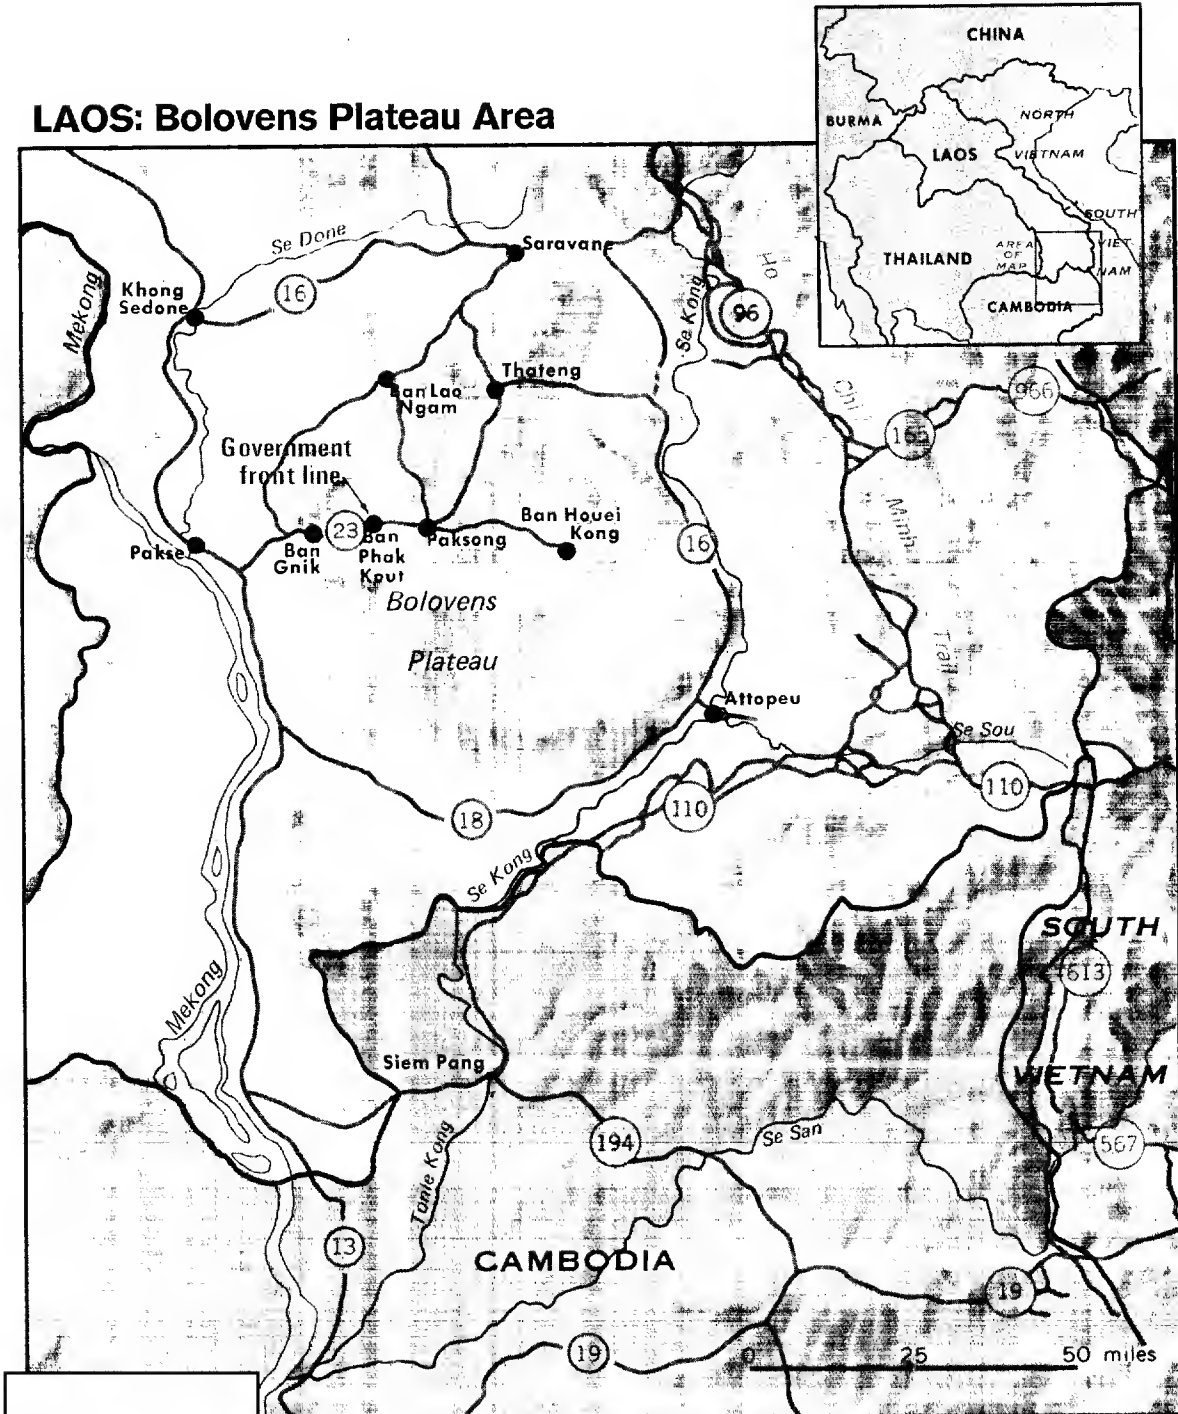 LAOS: Bolovens Plateau Area
CHINA
BURMA
NORTH
LAOS
VIETNAM
SOUTH
THAILAND
AREA
OF
MAP
VIET
NAM
CAMBODIA
Se Done
Saravane
Mekong
Khong
Sedone
16
Se Kong
Ho
96
Chi
Thateng
Ban Lao
Ngam
966
165
Government
front line
Minh
Ban Houei
Kong
23
Paksong
16
Pakse
Ban
Gnik
Ban
Phak
Kout
Bolovens
Plateau
Trail
Attopeu
Se Sou
110
110
18
Se Kong
SOUTH
613
Mekong
Siem Pang
VIETNAM
194
Se San
567
Tonle Kong
13
CAMBODIA
19
19
0 25 50 miles